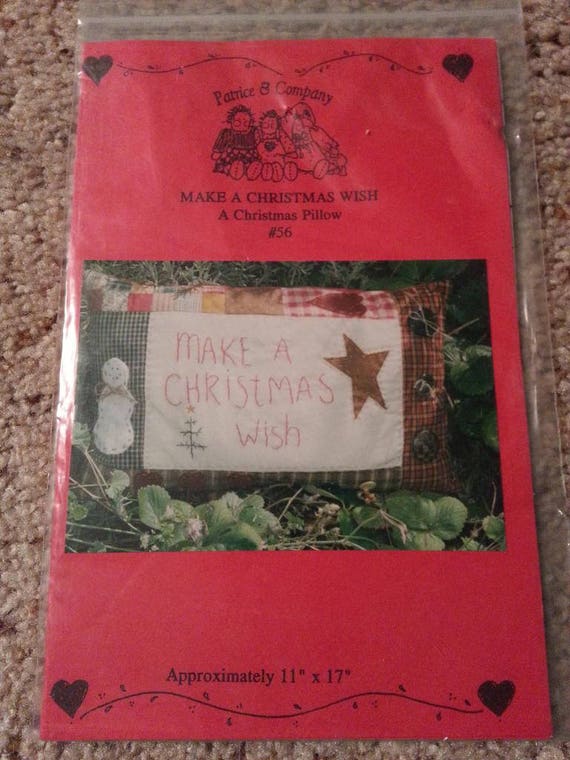 Patrice & Company
MAKE A CHRISTMAS WISH
A Christmas Pillow
#56
MAKE A
CHRISTMAS
Wish
Approximately 11" x 17"